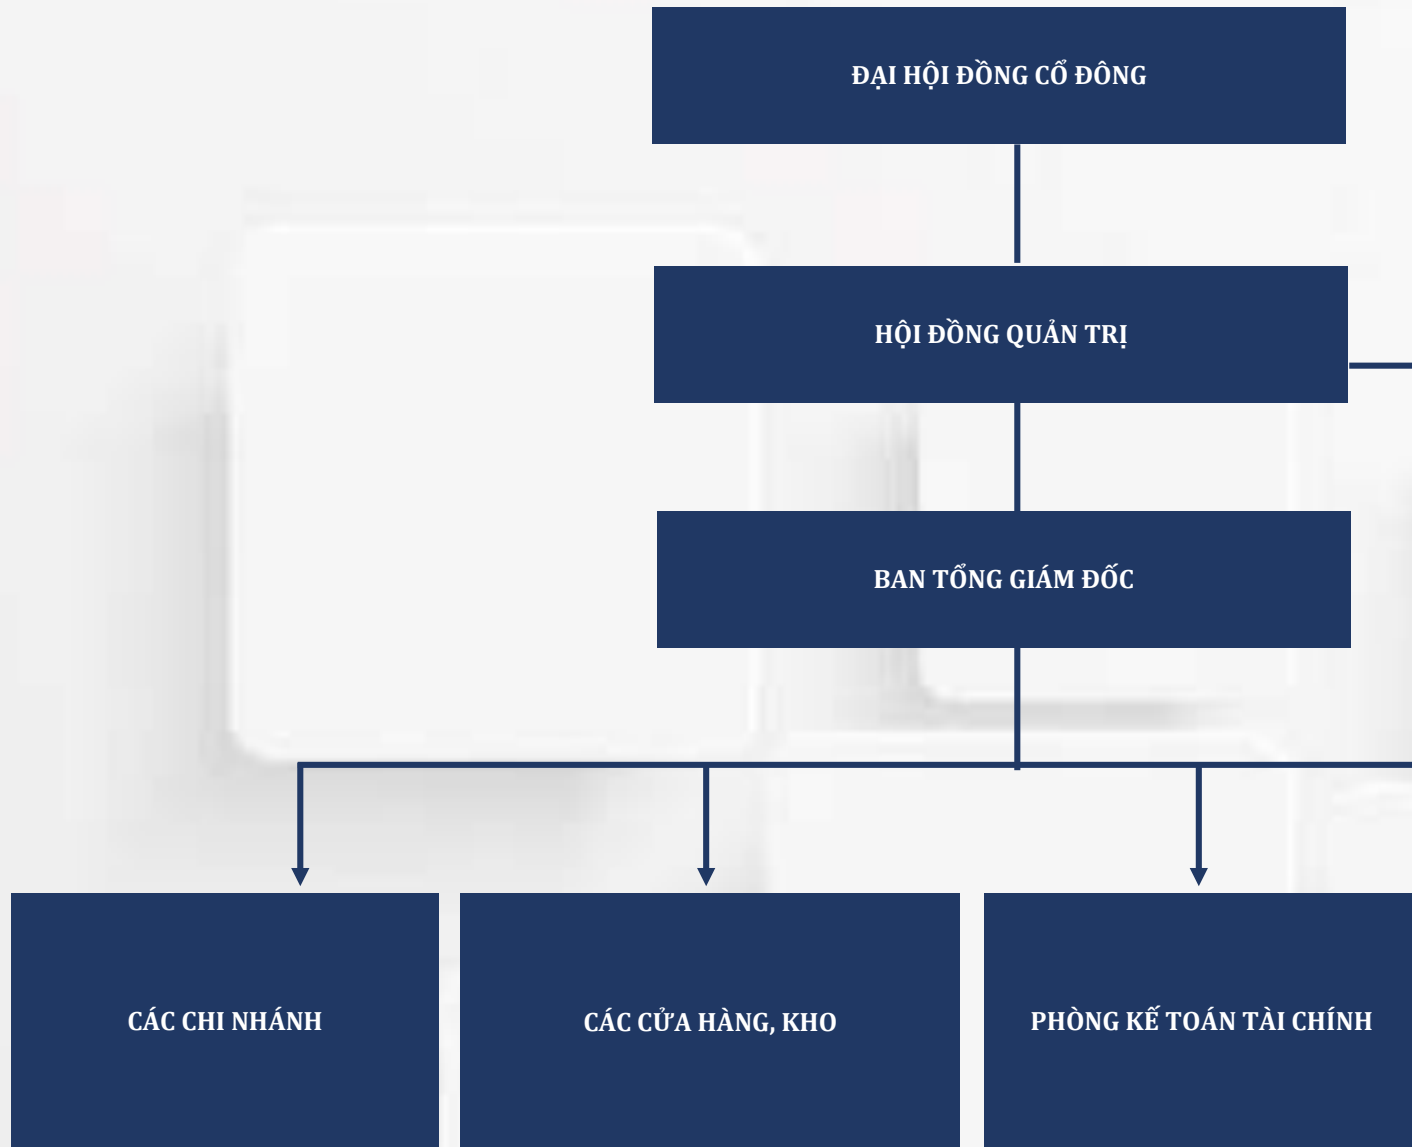 ĐẠI HỘI ĐỒNG CỔ ĐÔNG
HỘI ĐỒNG QUẢN TRỊ
BAN TỔNG GIÁM ĐỐC
CÁC CHI NHÁNH
CÁC CỬA HÀNG, KHO
PHÒNG KẾ TOÁN TÀI CHÍNH